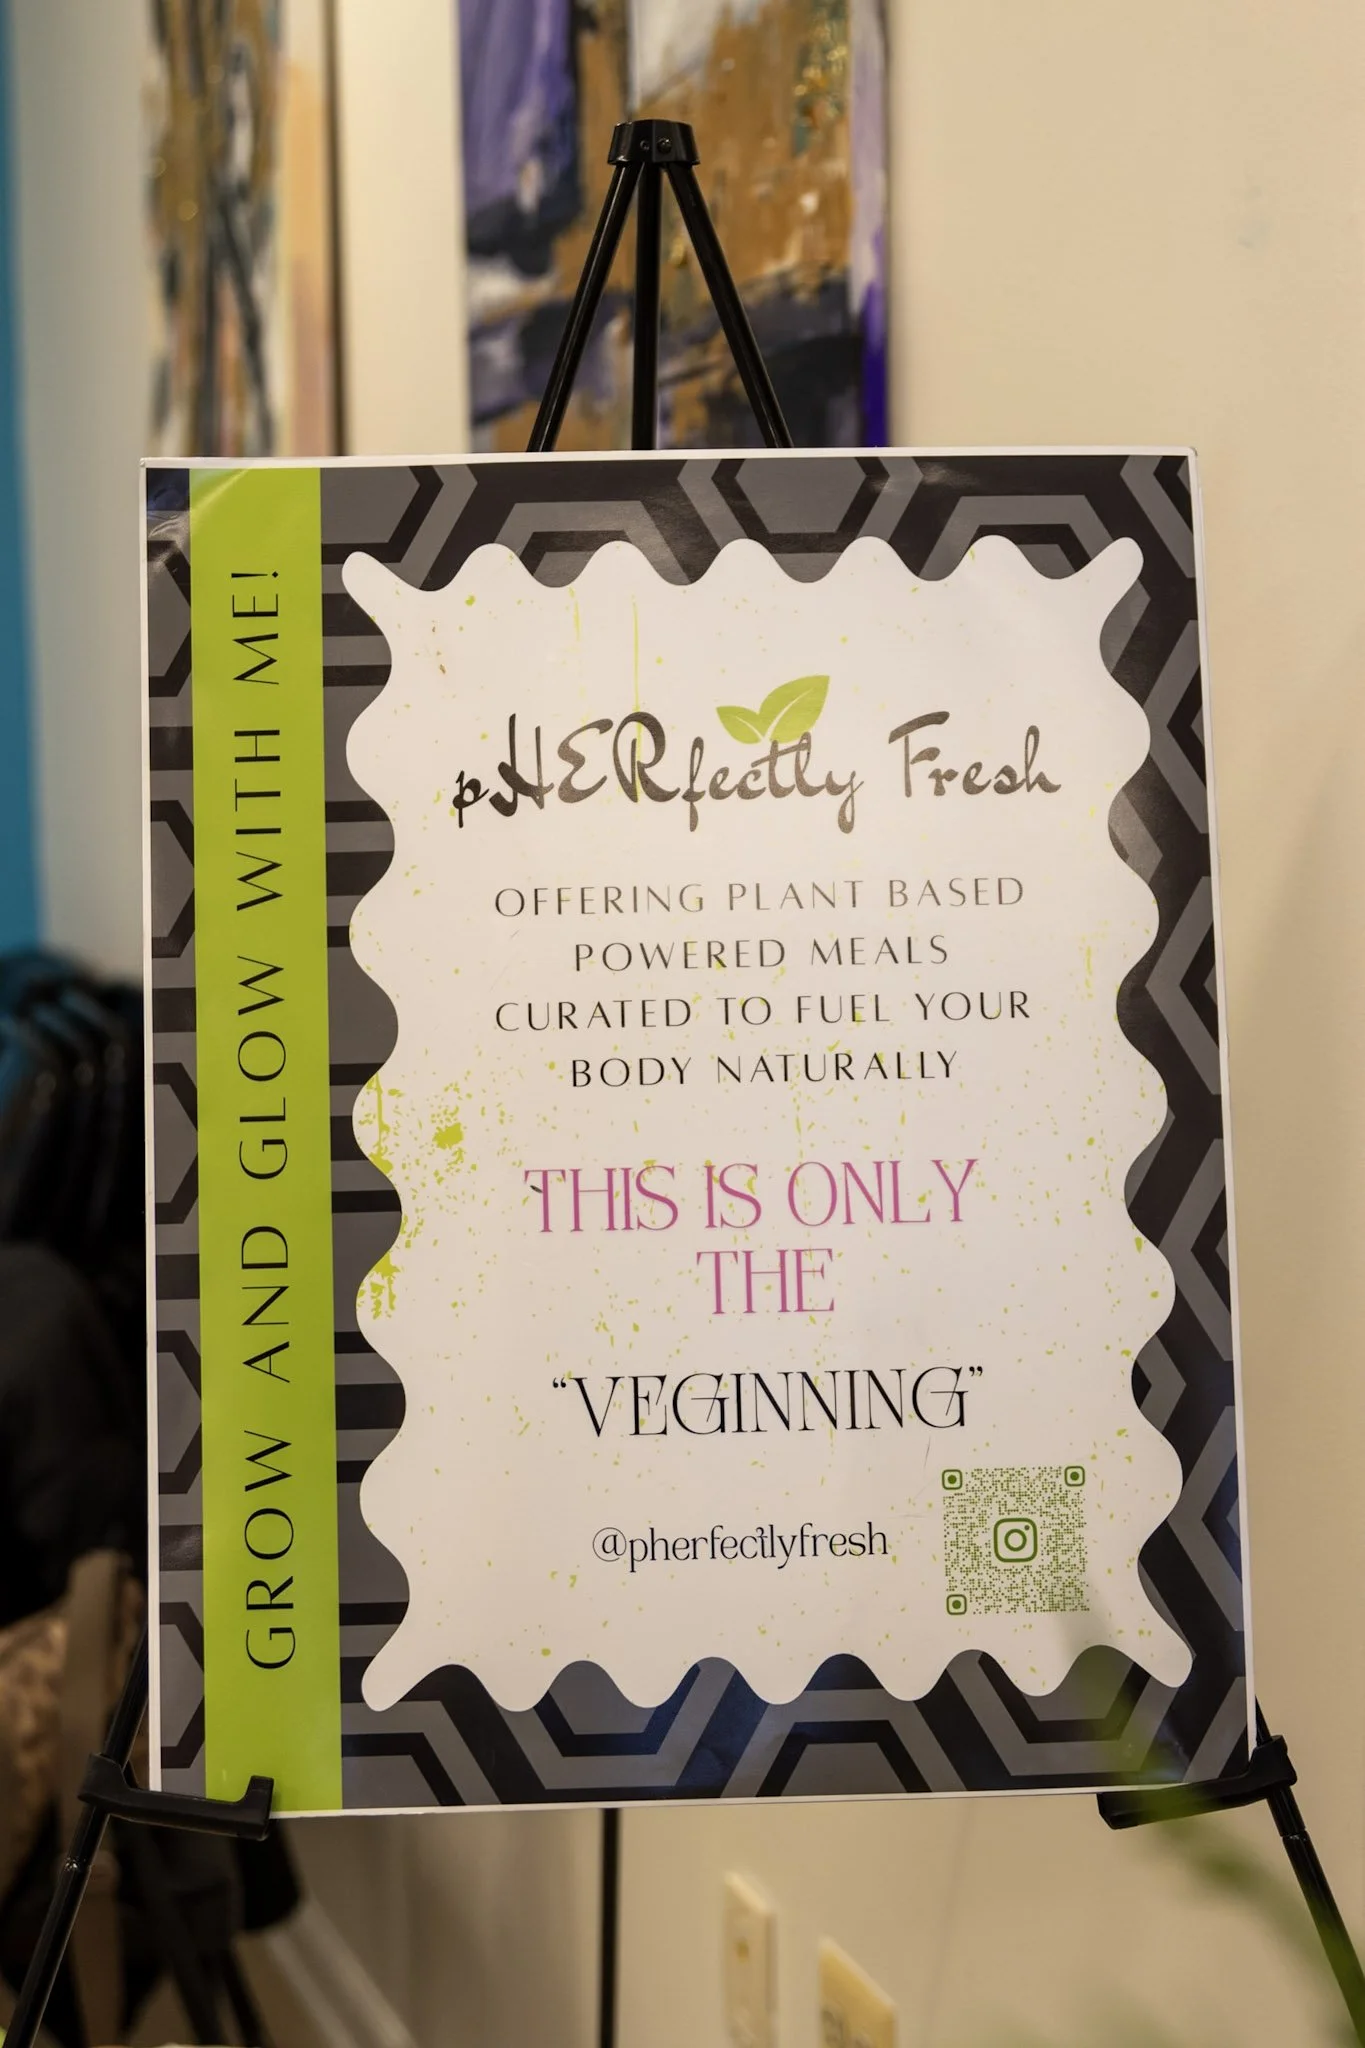 GROW AND GLOW WITH ME!
pHERfectly Fresh
OFFERING PLANT BASED
POWERED MEALS
CURATED TO FUEL YOUR
BODY NATURALLY
THIS IS ONLY
THE
“VEGINNING”
@pherfectlyfresh